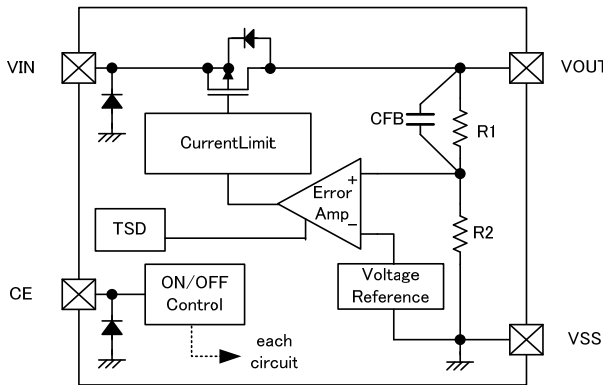 VIN
VOUT
CFB
R1
CurrentLimit
+
Error
Amp
−
TSD
R2
CE
ON/OFF
Control
Voltage
Reference
each
circuit
VSS